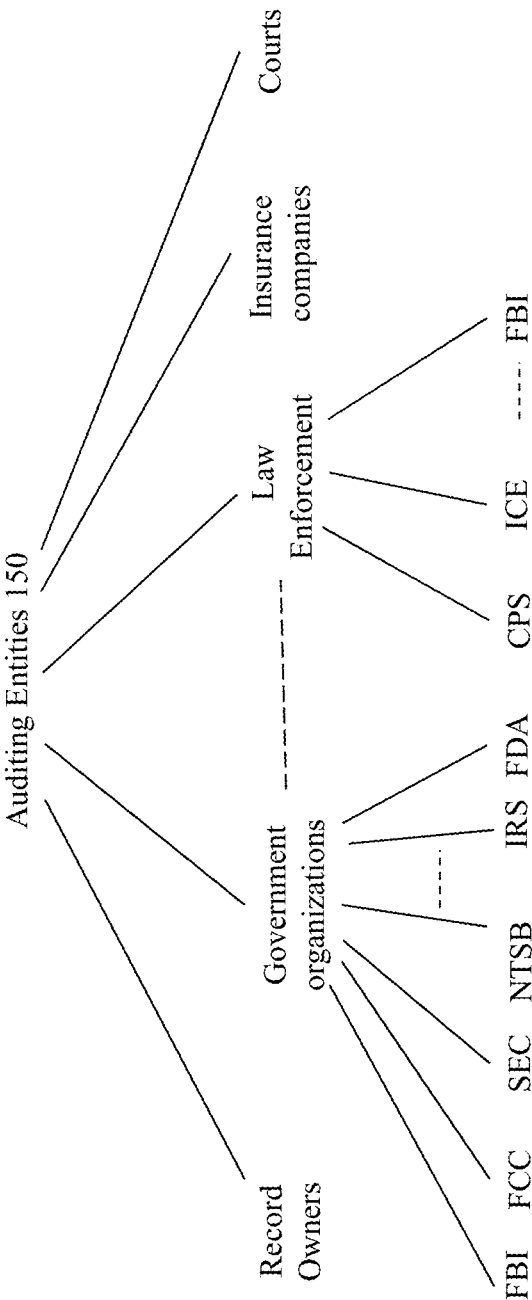 Auditing Entities 150
Record
Owners
Government
organizations
Law
Enforcement
Insurance
companies
Courts
FBI
FCC
SEC
NTSB
IRS
FDA
CPS
ICE
FBI